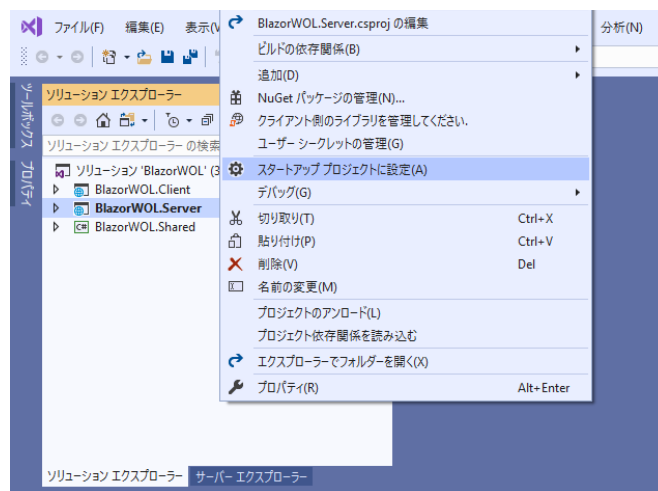 ファイル(F) 編集(E) 表示(V 分析(N)
BlazorWOL.Server.csproj の編集
ビルドの依存関係(B)
追加(D)
NuGet パッケージの管理(N)...
クライアント側のライブラリを管理してください.
ユーザー シークレットの管理(G)
スタートアップ プロジェクトに設定(A)
デバッグ(G)
切り取り(T) Ctrl+X
貼り付け(P) Ctrl+V
削除(V) Del
名前の変更(M)
プロジェクトのアンロード(L)
プロジェクト依存関係を読み込む
エクスプローラーでフォルダーを開く(X)
プロパティ(R) Alt+Enter
ツールボックス
プロパティ
ソリューション エクスプローラー
ソリューション エクスプローラー の検索
ソリューション 'BlazorWOL' (3
BlazorWOL.Client
BlazorWOL.Server
C# BlazorWOL.Shared
ソリューション エクスプローラー サーバー エクスプローラー